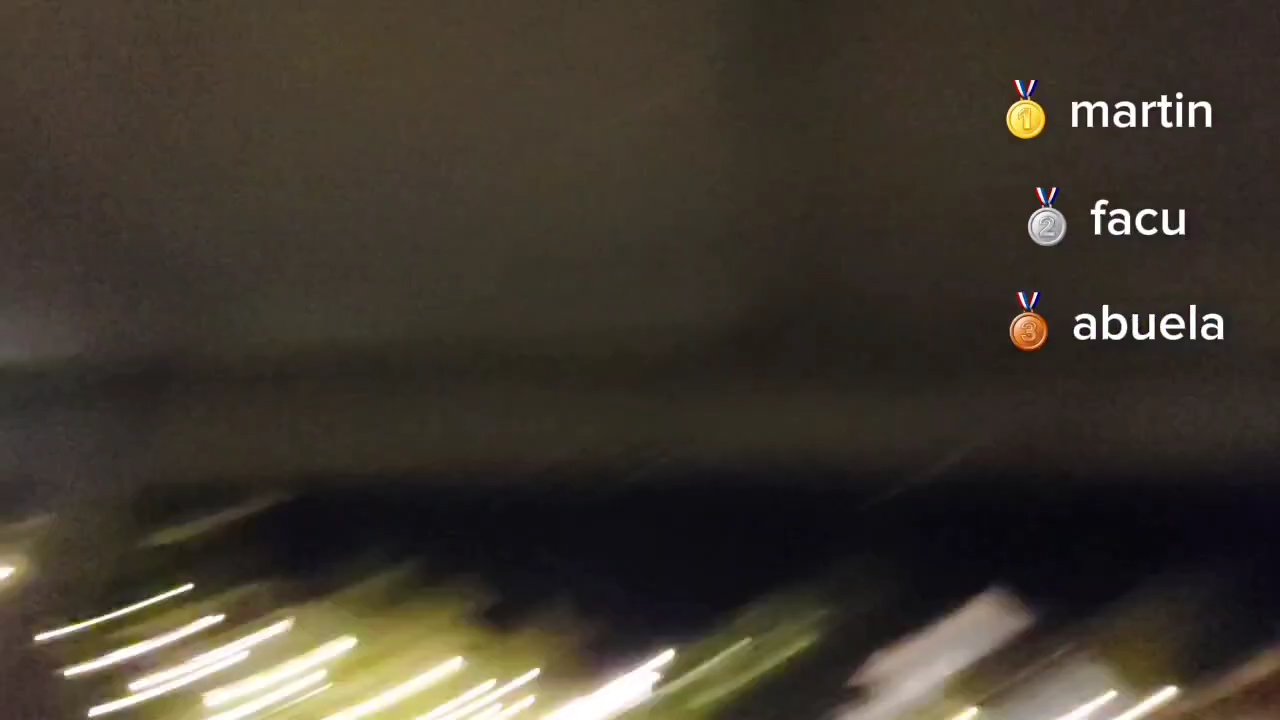 🥇 martin
🥈 facu
🥉 abuela